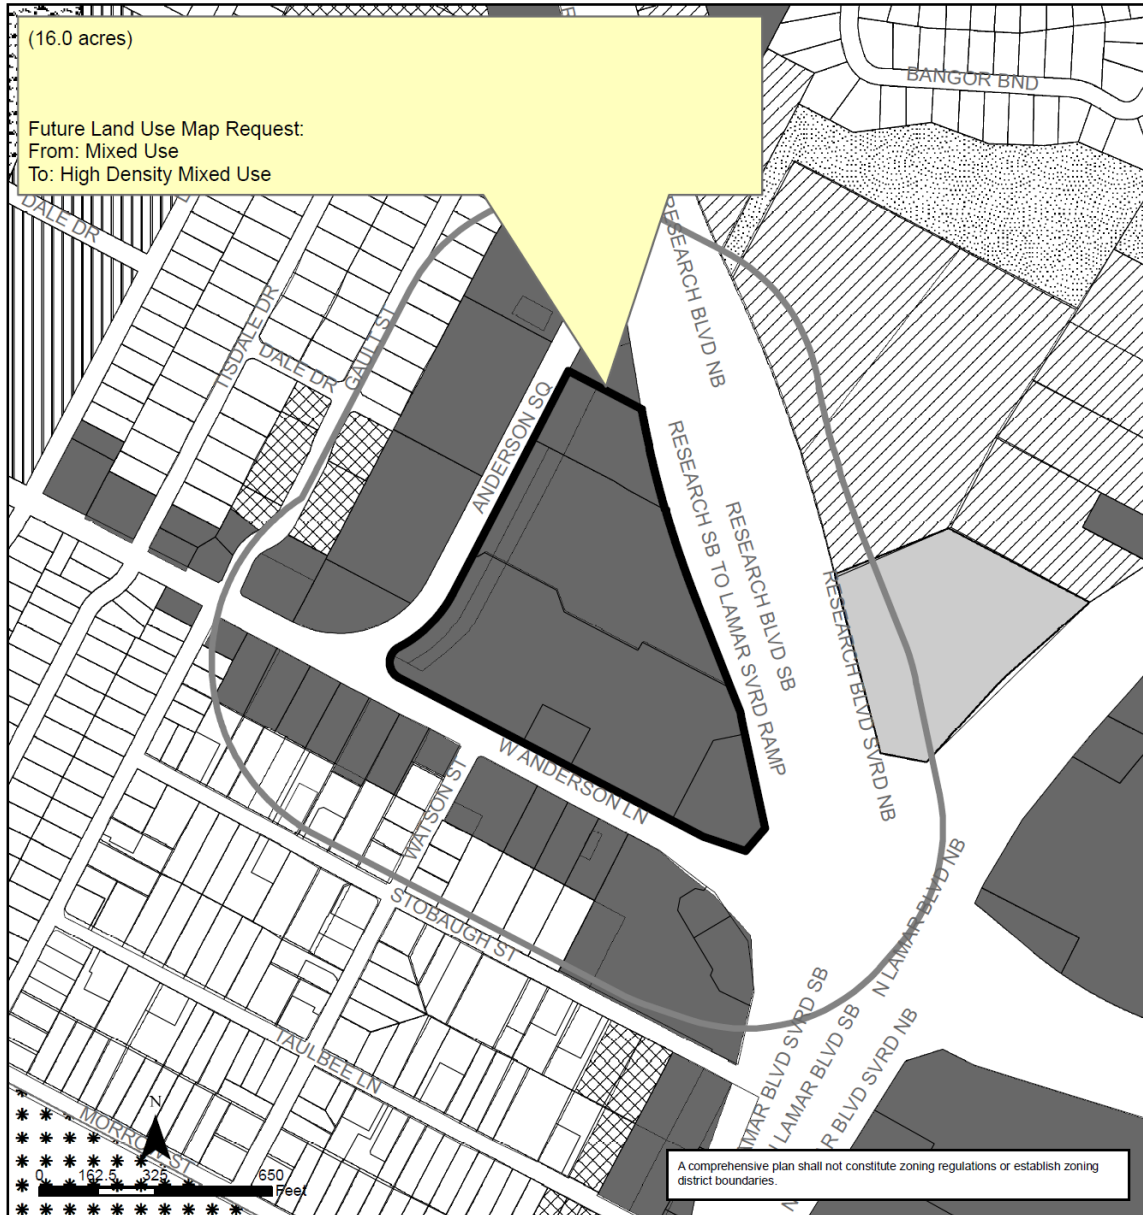 (16.0 acres)
Future Land Use Map Request:
From: Mixed Use
To: High Density Mixed Use
BANGOR BND
DALE DR
RESEARCH BLVD NB
TISDALE DR
GAULT ST
DALE DR
ANDERSON SQ
RESEARCH SB TO LAMAR SVRD RAMP
RESEARCH BLVD SB
RESEARCH BLVD SVRD NB
W ANDERSON LN
WATSON ST
STOBAUGH ST
N LAMAR BLVD NB
TAULBEE LN
AMAR BLVD SVRD SB
LAMAR BLVD SB
R BLVD SVRD NB
MORROW ST
N
0 162.5 325 650
Feet
A comprehensive plan shall not constitute zoning regulations or establish zoning
district boundaries.